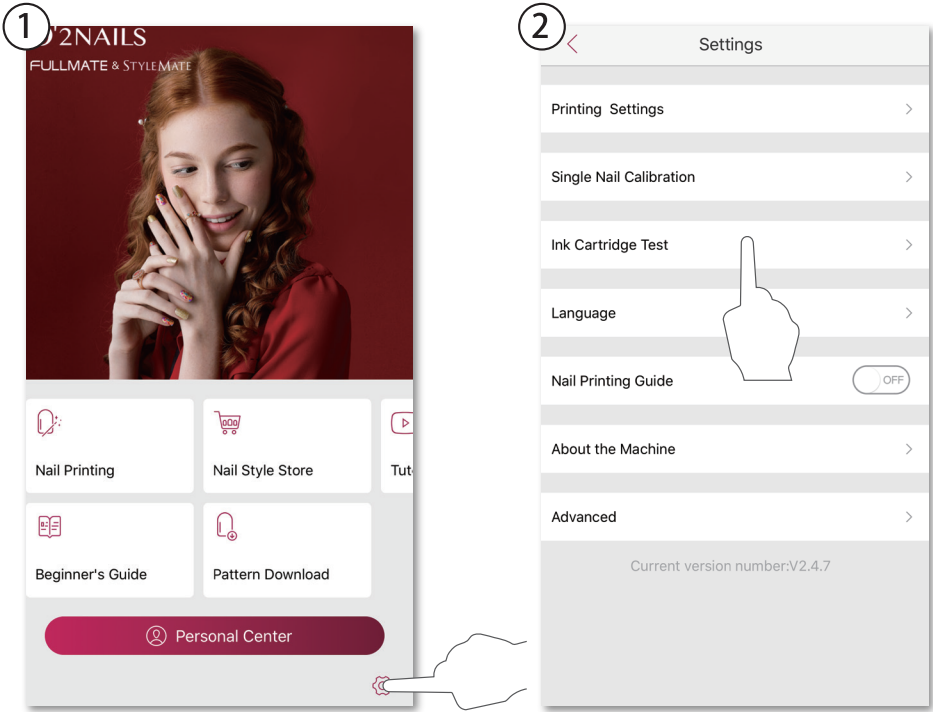 1
O'2NAILS
FULLMATE & STYLEMATE
Nail Printing
Nail Style Store
Tut
Beginner's Guide
Pattern Download
Personal Center
2
Settings
Printing Settings
Single Nail Calibration
Ink Cartridge Test
Language
Nail Printing Guide
OFF
About the Machine
Advanced
Current version number:V2.4.7